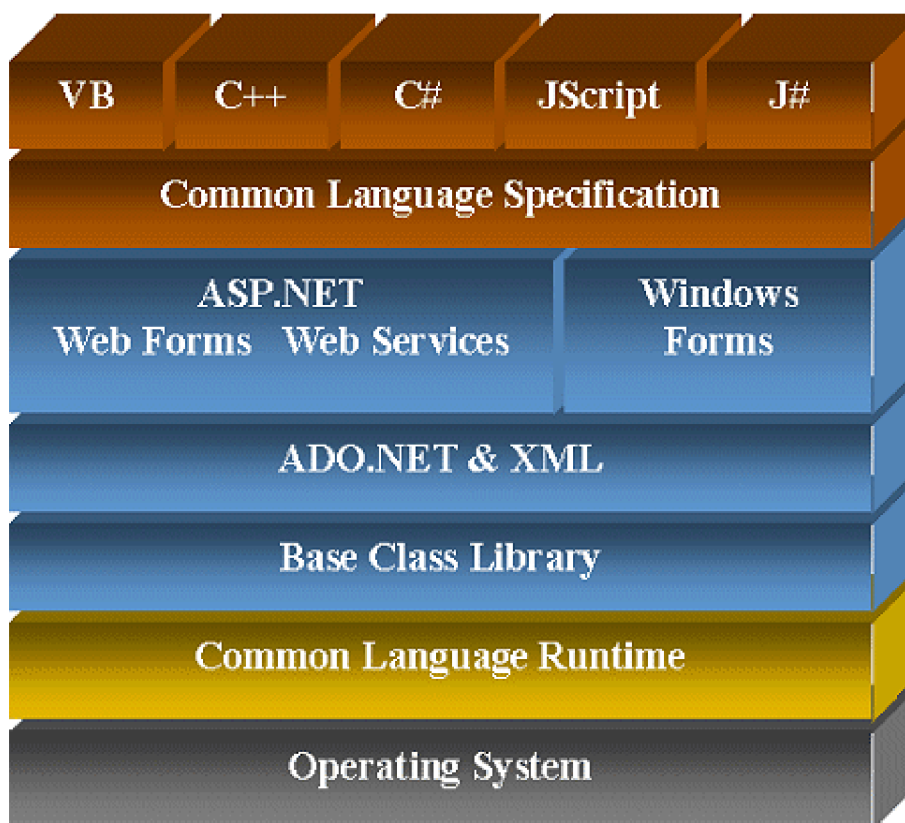 VB C++ C# JScript J#
Common Language Specification
ASP.NET Windows
Web Forms Web Services Forms
ADO.NET & XML
Base Class Library
Common Language Runtime
Operating System